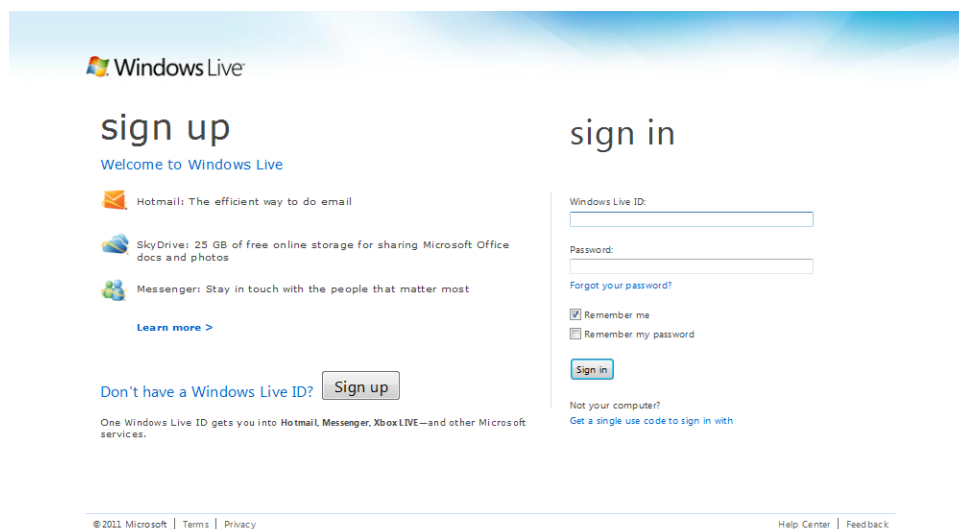 Windows Live
sign up
Welcome to Windows Live
Hotmail: The efficient way to do email
SkyDrive: 25 GB of free online storage for sharing Microsoft Office
docs and photos
Messenger: Stay in touch with the people that matter most
Learn more >
Don't have a Windows Live ID? Sign up
One Windows Live ID gets you into Hotmail, Messenger, Xbox LIVE—and other Microsoft
services.
sign in
Windows Live ID:
Password:
Forgot your password?
Remember me
Remember my password
Sign in
Not your computer?
Get a single use code to sign in with
©2011 Microsoft | Terms | Privacy
Help Center | Feedback